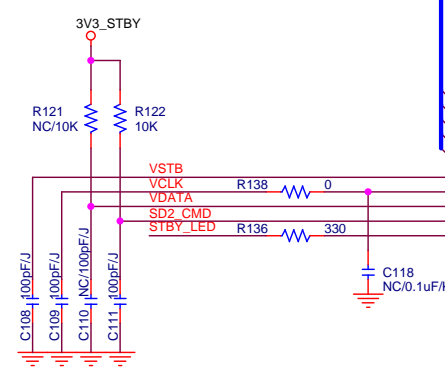 3V3_STBY
R121
NC/10K
R122
10K
VSTB
VCLK
R138
0
VDATA
SD2_CMD
STBY_LED
R136
330
C108
100pF/J
C109
100pF/J
C110
NC/100pF/J
C111
100pF/J
C118
NC/0.1uF/